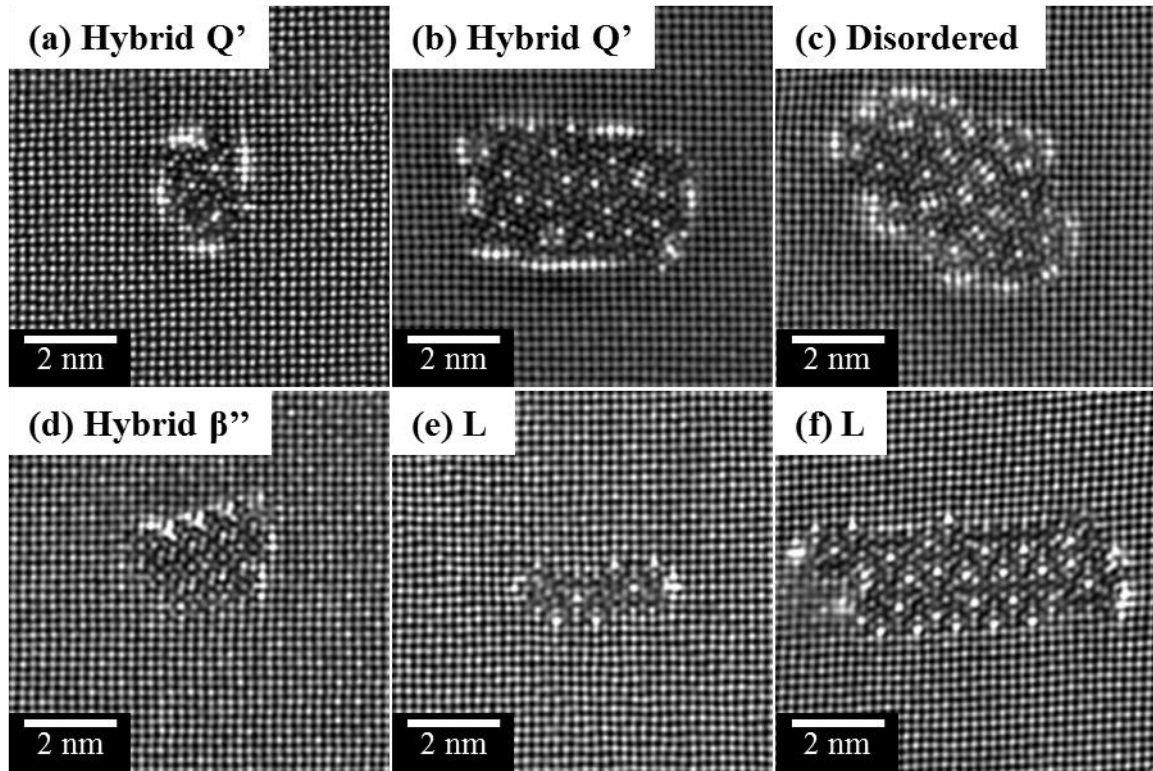 (a) Hybrid Q’
(b) Hybrid Q’
(c) Disordered
2 nm
2 nm
2 nm
(d) Hybrid β’’
(e) L
(f) L
2 nm
2 nm
2 nm